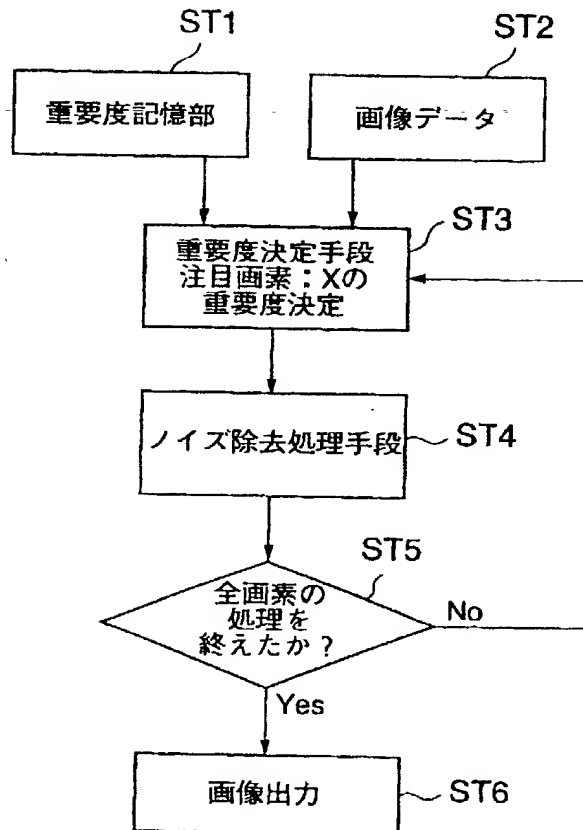 ST1
ST2
重要度記憶部
画像データ
ST3
重要度決定手段
注目画素：Xの
重要度決定
ノイズ除去処理手段
ST4
ST5
全画素の
処理を
終えたか？
No
Yes
画像出力
ST6